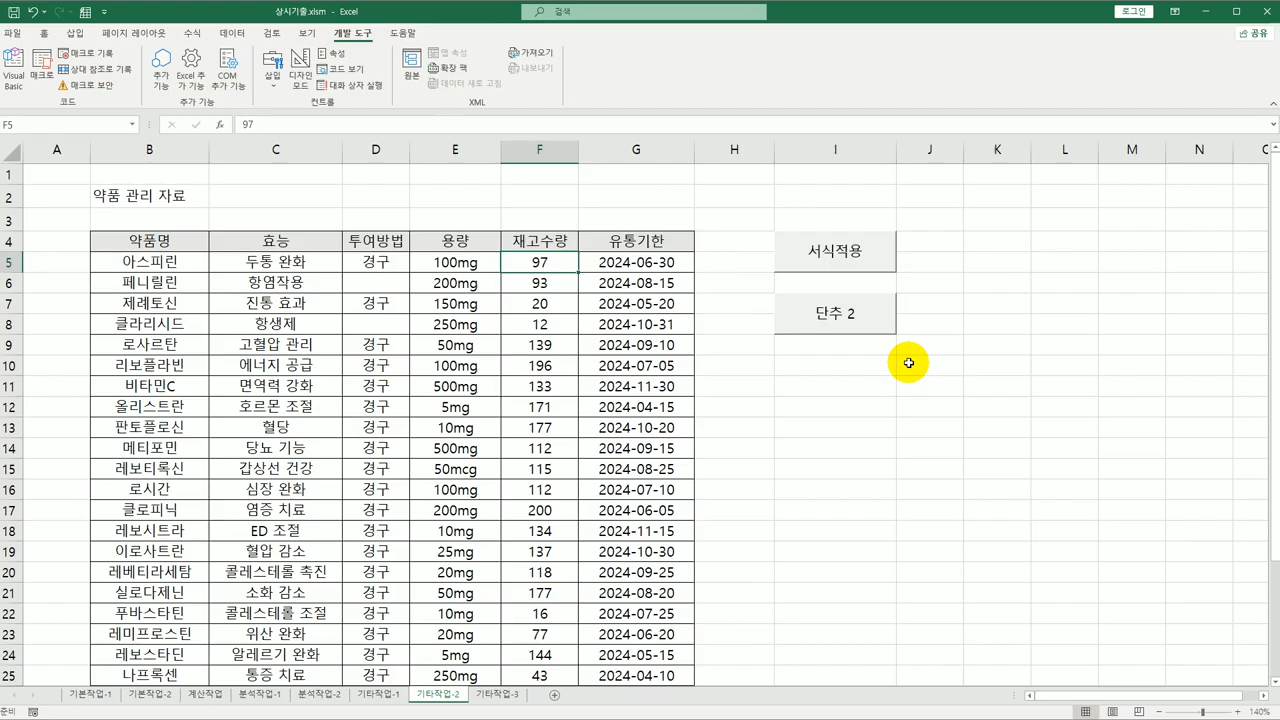 상시기출.xlsm - Excel
검색
로그인
파일 홈 삽입 페이지 레이아웃 수식 데이터 검토 보기 개발 도구 도움말
공유
Visual Basic
매크로
매크로 기록
상대 참조로 기록
매크로 보안
코드
추가 기능
Excel 추가 기능
COM 추가 기능
추가 기능
삽입
디자인 모드
속성
코드 보기
대화 상자 실행
컨트롤
원본
맵 속성
확장 팩
데이터 새로 고침
가져오기
내보내기
XML
F5
fx
97
A B C D E F G H I J K L M N
1
2 약품 관리 자료
3
4 약품명 효능 투여방법 용량 재고수량 유통기한
5 아스피린 두통 완화 경구 100mg 97 2024-06-30
6 페니릴린 항염작용 200mg 93 2024-08-15
7 제례토신 진통 효과 경구 150mg 20 2024-05-20
8 클라리시드 항생제 250mg 12 2024-10-31
9 로사르탄 고혈압 관리 경구 50mg 139 2024-09-10
10 리보플라빈 에너지 공급 경구 100mg 196 2024-07-05
11 비타민C 면역력 강화 경구 500mg 133 2024-11-30
12 올리스트란 호르몬 조절 경구 5mg 171 2024-04-15
13 판토플로신 혈당 경구 10mg 177 2024-10-20
14 메티포민 당뇨 기능 경구 500mg 112 2024-09-15
15 레보티록신 갑상선 건강 경구 50mcg 115 2024-08-25
16 로시간 심장 완화 경구 100mg 112 2024-07-10
17 클로피닉 염증 치료 경구 200mg 200 2024-06-05
18 레보시트라 ED 조절 경구 10mg 134 2024-11-15
19 이로사트란 혈압 감소 경구 25mg 137 2024-10-30
20 레베티라세탐 콜레스테롤 촉진 경구 20mg 118 2024-09-25
21 실로다제닌 소화 감소 경구 50mg 177 2024-08-20
22 푸바스타틴 콜레스테롤 조절 경구 10mg 16 2024-07-25
23 레미프로스틴 위산 완화 경구 20mg 77 2024-06-20
24 레보스타딘 알레르기 완화 경구 5mg 144 2024-05-15
25 나프록센 통증 치료 경구 250mg 43 2024-04-10
서식적용
단추 2
기본작업-1 기본작업-2 계산작업 분석작업-1 분석작업-2 기타작업-1 기타작업-2 기타작업-3
준비
140%